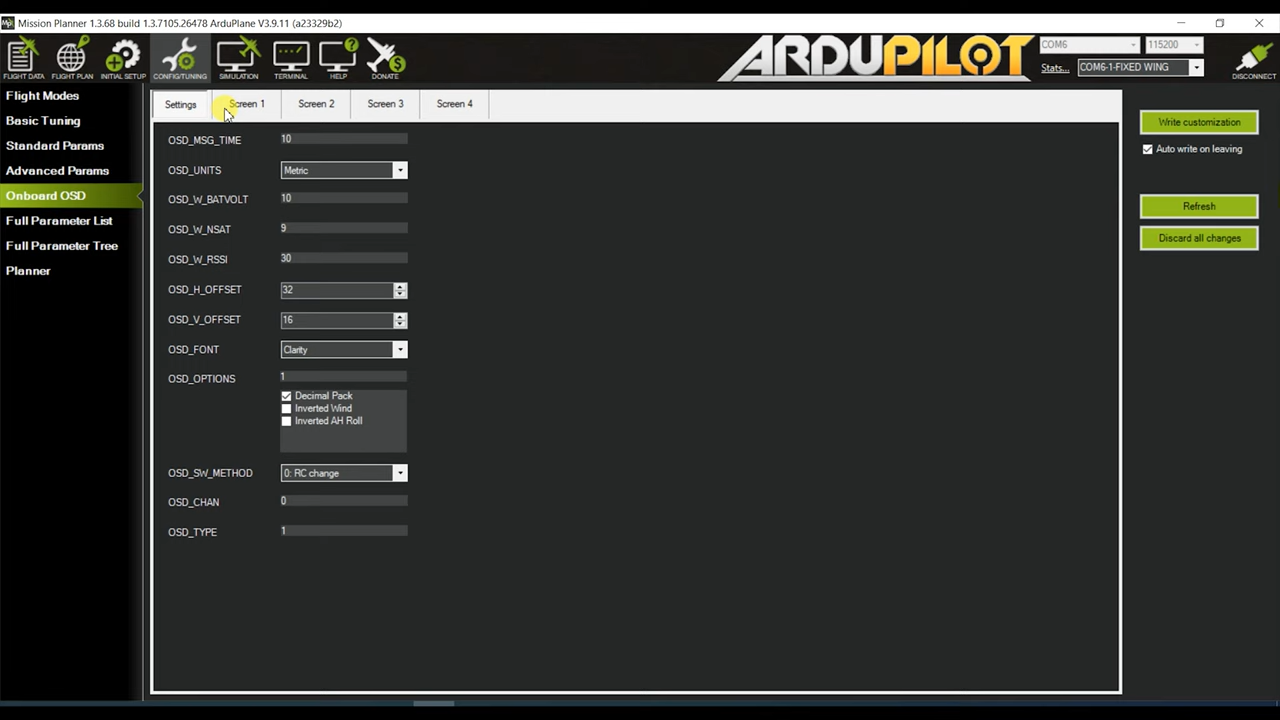 Mission Planner 1.3.68 build 1.3.7105.26478 ArduPlane V3.9.11 (a23329b2)
FLIGHT DATA FLIGHT PLAN INITIAL SETUP CONFIG/TUNING SIMULATION TERMINAL HELP DONATE
ARDUPILOT
COM6 115200
Stats... COM6-1-FIXED WING
DISCONNECT
Flight Modes
Basic Tuning
Standard Params
Advanced Params
Onboard OSD
Full Parameter List
Full Parameter Tree
Planner
Settings Screen 1 Screen 2 Screen 3 Screen 4
OSD_MSG_TIME 10
OSD_UNITS Metric
OSD_W_BATVOLT 10
OSD_W_NSAT 9
OSD_W_RSSI 30
OSD_H_OFFSET 32
OSD_V_OFFSET 16
OSD_FONT Clarity
OSD_OPTIONS 1
Decimal Pack
Inverted Wind
Inverted AH Roll
OSD_SW_METHOD 0: RC change
OSD_CHAN 0
OSD_TYPE 1
Write customization
Auto write on leaving
Refresh
Discard all changes